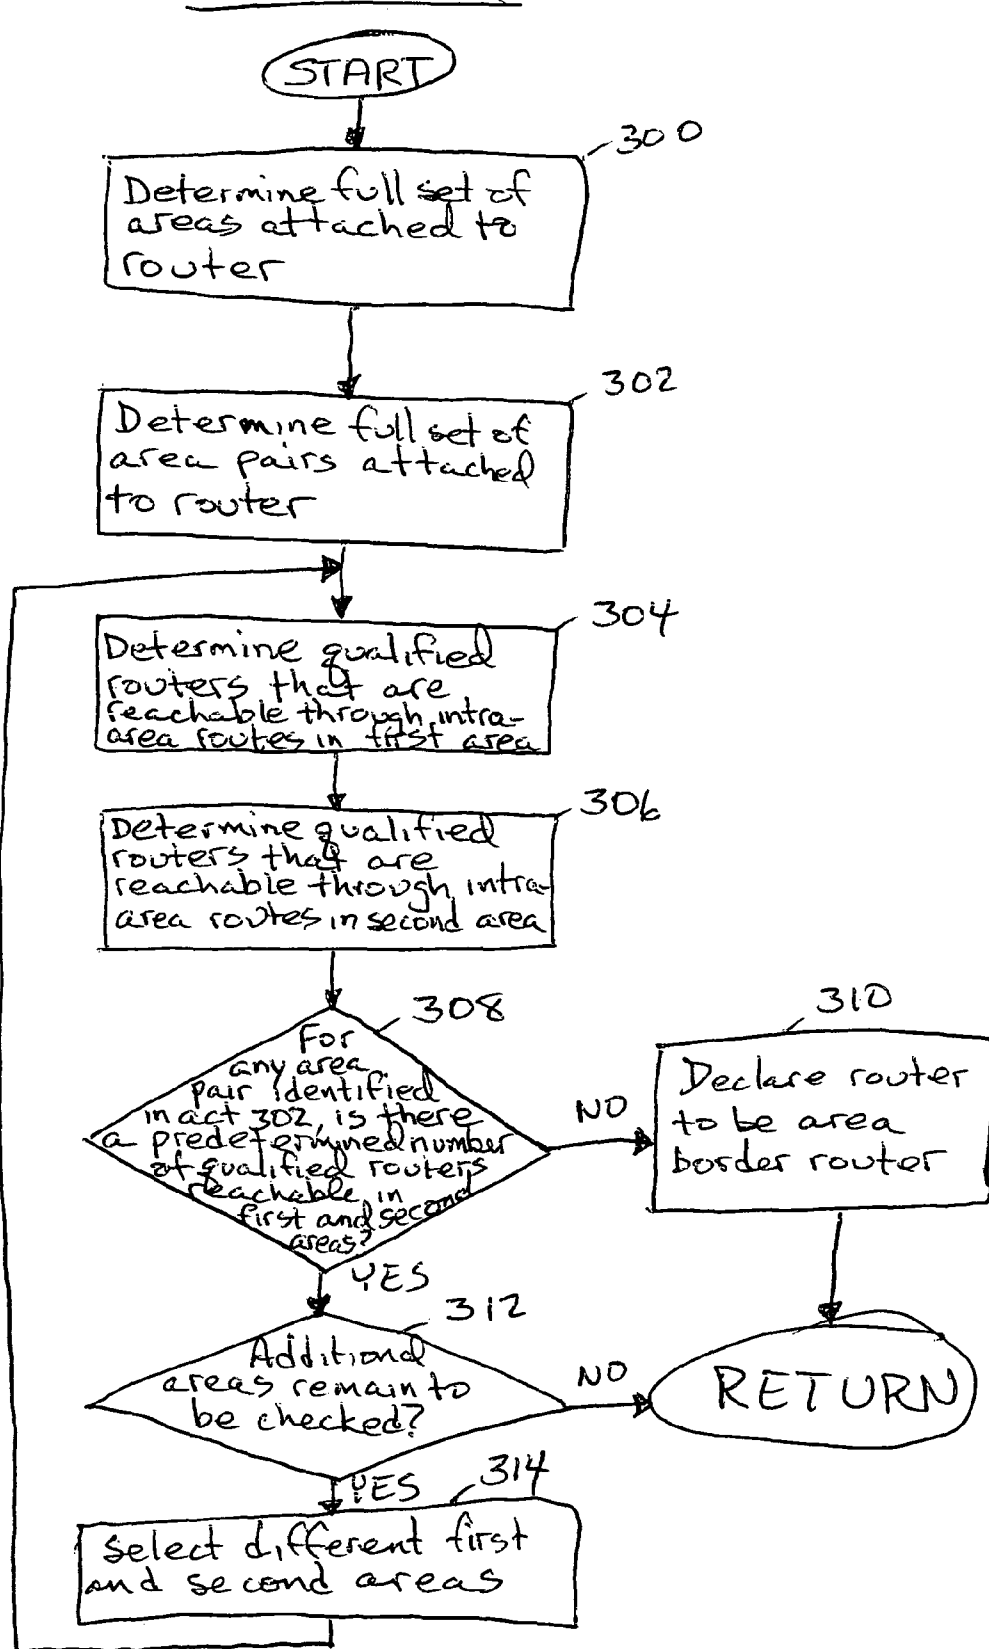 START
300
Determine full set of
areas attached to
router
302
Determine full set of
area pairs attached
to router
304
Determine qualified
routers that are
reachable through intra-
area routes in first area
306
Determine qualified
routers that are
reachable through intra-
area routes in second area
308
For
any area
pair identified
in act 302, is there
a predetermined number
of qualified routers
reachable in
first and second
areas?
NO
310
Declare router
to be area
border router
YES
312
Additional
areas remain to
be checked?
NO
RETURN
YES
314
Select different first
and second areas